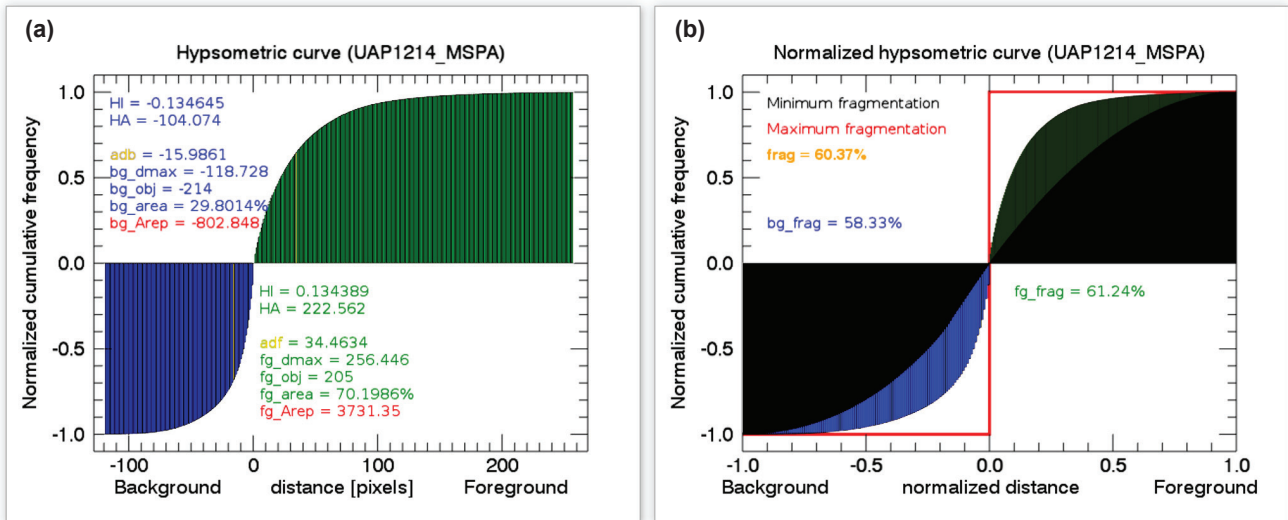 (a)
Hypsometric curve (UAP1214_MSPA)
Normalized cumulative frequency
1.0
0.5
0.0
-0.5
-1.0
HI = -0.134645
HA = -104.074
adb = -15.9861
bg_dmax = -118.728
bg_obj = -214
bg_area = 29.8014%
bg_Arep = -802.848
HI = 0.134389
HA = 222.562
adf = 34.4634
fg_dmax = 256.446
fg_obj = 205
fg_area = 70.1986%
fg_Arep = 3731.35
-100 0 100 200
Background distance [pixels] Foreground
(b)
Normalized hypsometric curve (UAP1214_MSPA)
Normalized cumulative frequency
1.0
0.5
0.0
-0.5
-1.0
Minimum fragmentation
Maximum fragmentation
frag = 60.37%
bg_frag = 58.33%
fg_frag = 61.24%
-1.0 -0.5 0.0 0.5 1.0
Background normalized distance Foreground